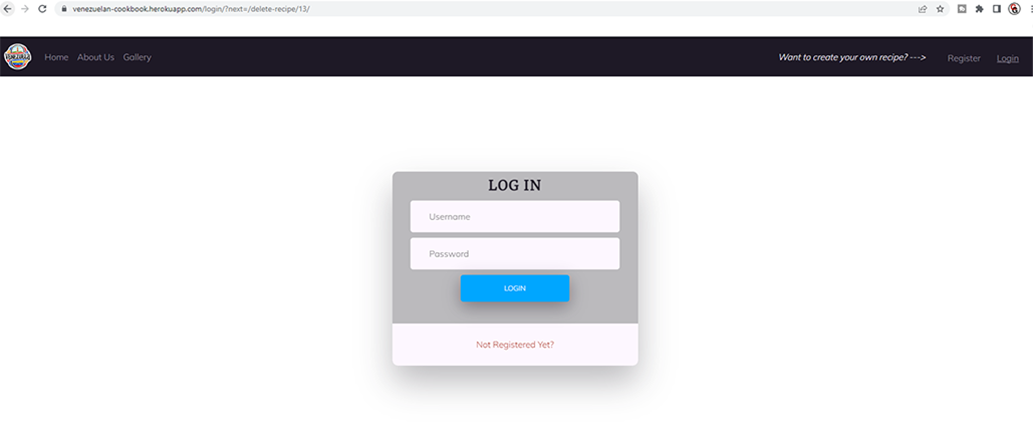 venezuelan-cookbook.herokuapp.com/login/?next=/delete-recipe/13/
VENEZUELA Home About Us Gallery Want to create your own recipe? ---> Register Login
LOG IN
Username
Password
LOGIN
Not Registered Yet?